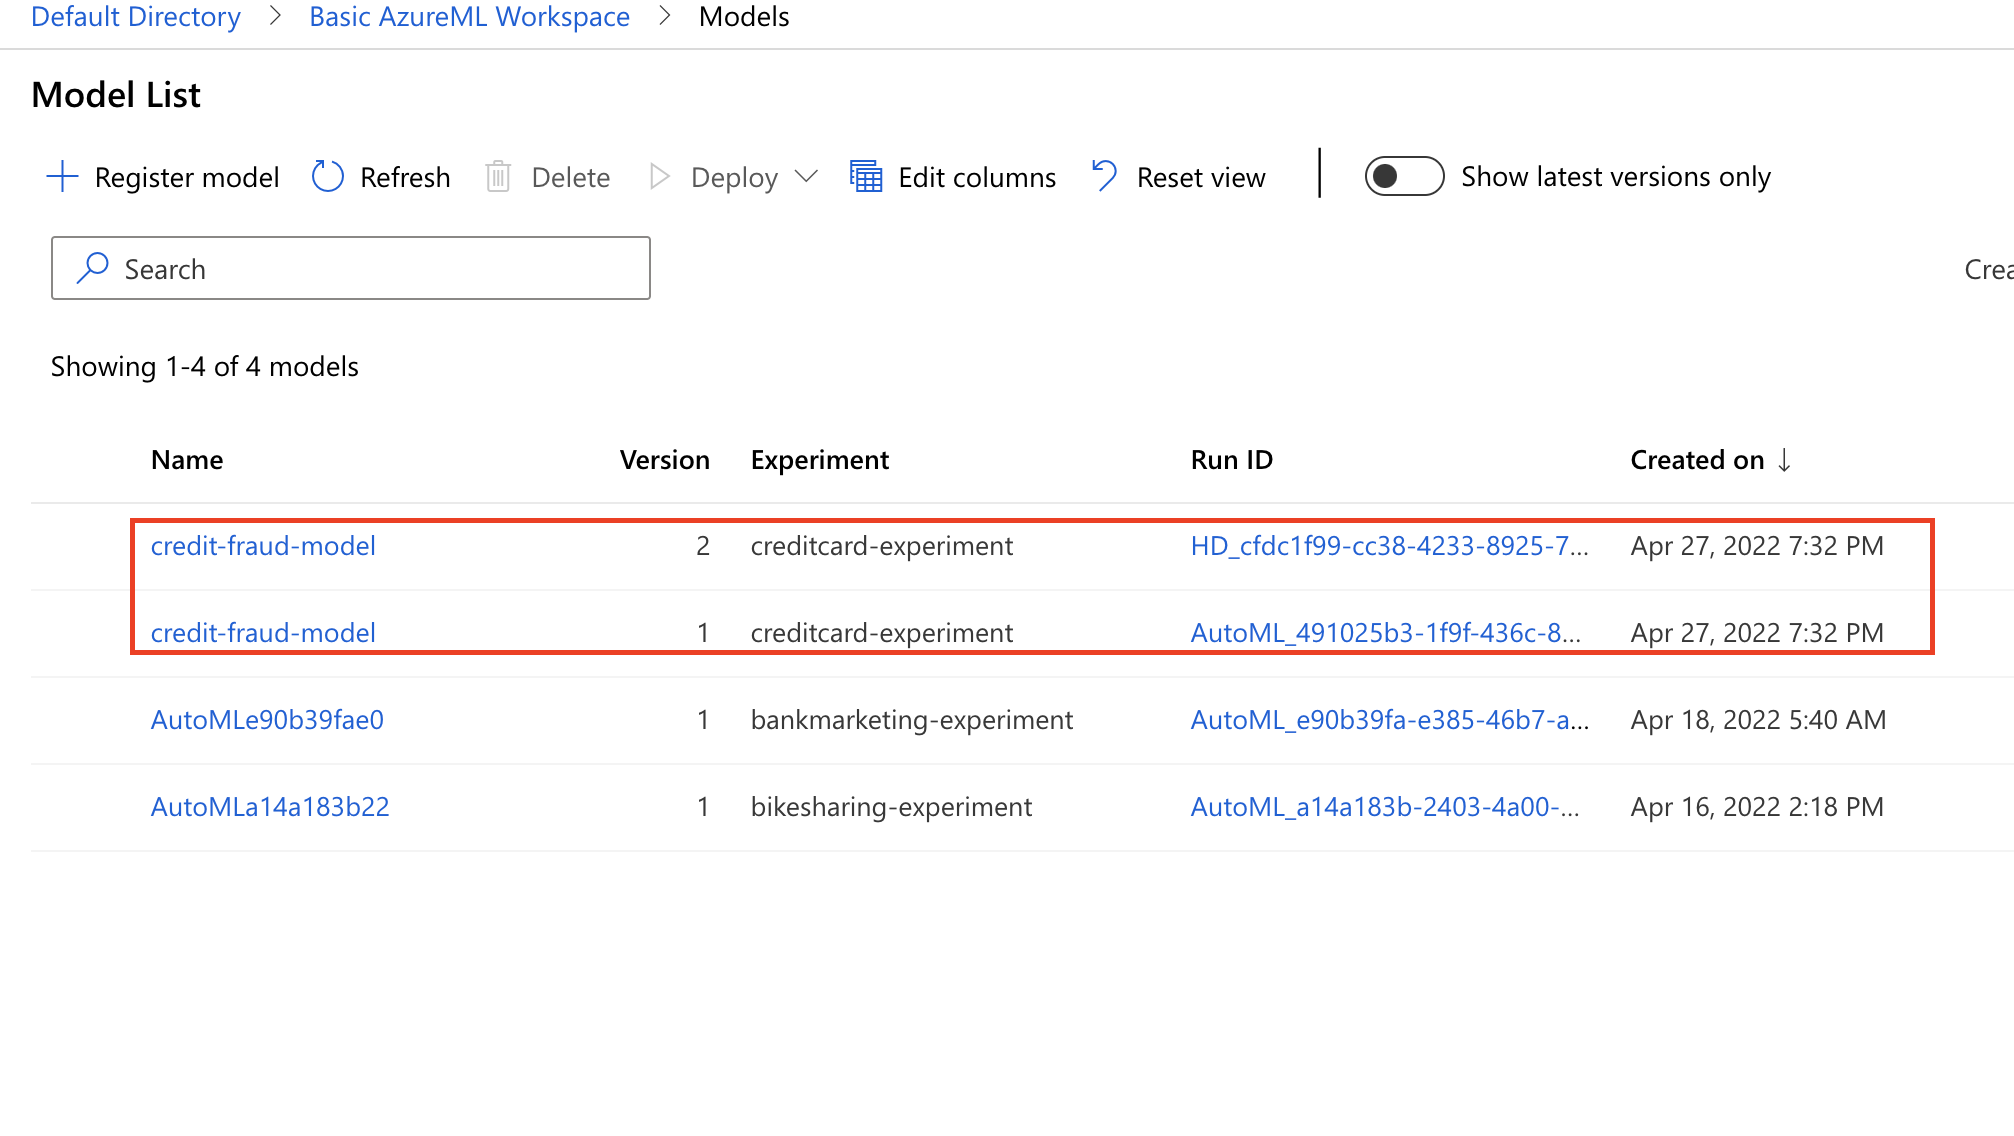 Default Directory > Basic AzureML Workspace > Models
Model List
Register model Refresh Delete Deploy Edit columns Reset view Show latest versions only
Search Crea
Showing 1-4 of 4 models
Name Version Experiment Run ID Created on ↓
credit-fraud-model 2 creditcard-experiment HD_cfdc1f99-cc38-4233-8925-7... Apr 27, 2022 7:32 PM
credit-fraud-model 1 creditcard-experiment AutoML_491025b3-1f9f-436c-8... Apr 27, 2022 7:32 PM
AutoMLe90b39fae0 1 bankmarketing-experiment AutoML_e90b39fa-e385-46b7-a... Apr 18, 2022 5:40 AM
AutoMLa14a183b22 1 bikesharing-experiment AutoML_a14a183b-2403-4a00-... Apr 16, 2022 2:18 PM